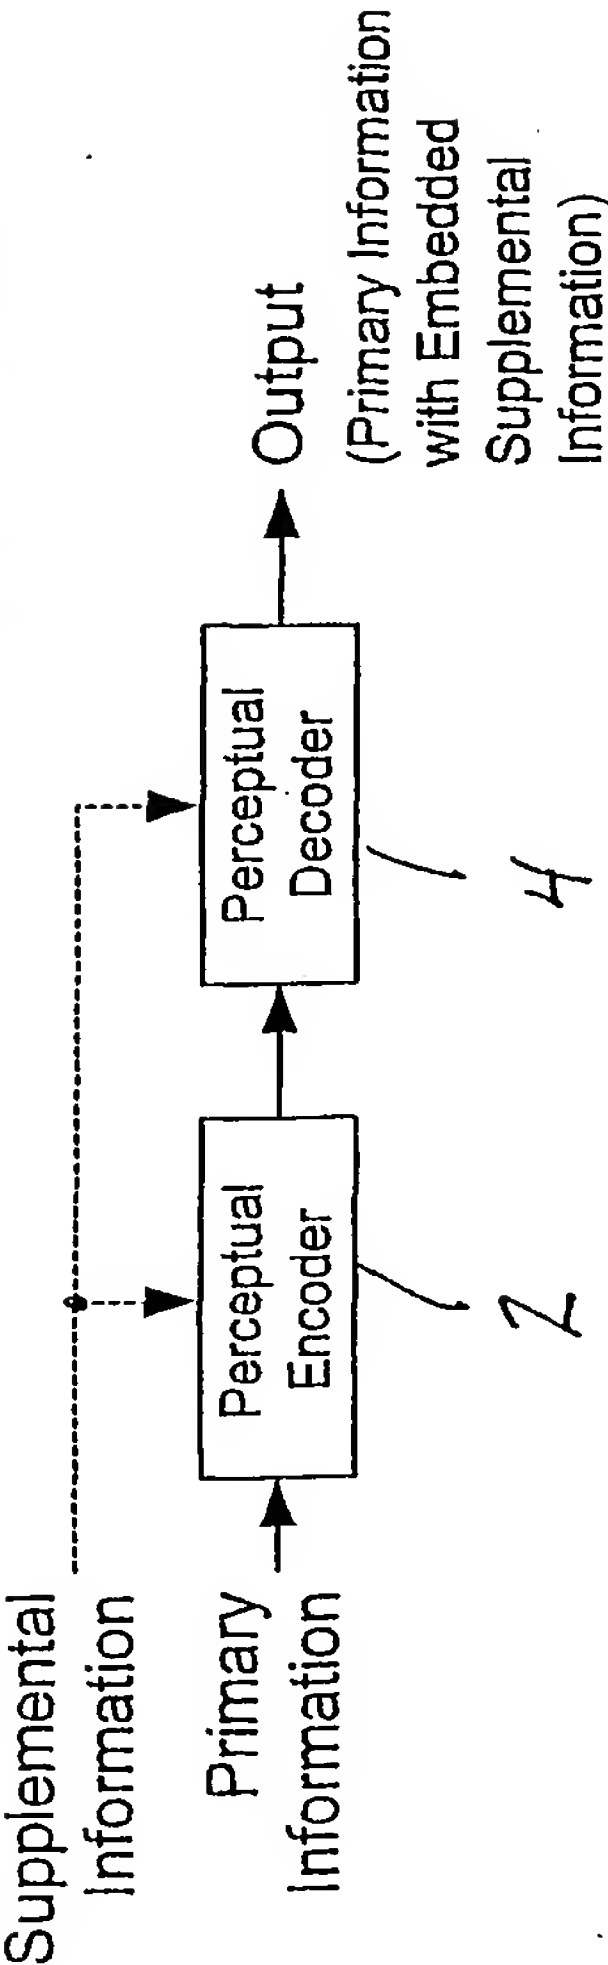 Supplemental
Information
Primary
Information
Perceptual
Encoder
2
Perceptual
Decoder
4
Output
(Primary Information
with Embedded
Supplemental
Information)